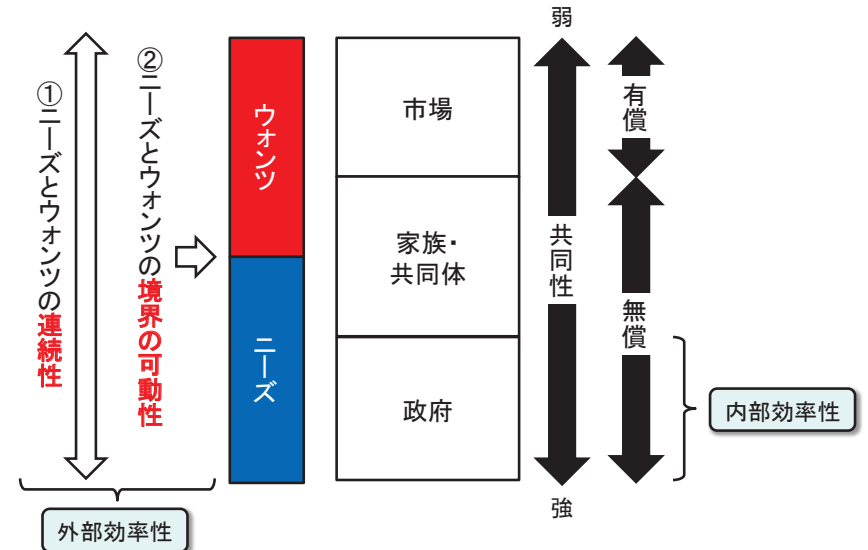 ①ニーズとウォンツの連続性
②ニーズとウォンツの境界の可動性
ウォンツ
ニーズ
市場
家族・
共同体
政府
弱
共同性
強
有償
無償
内部効率性
外部効率性